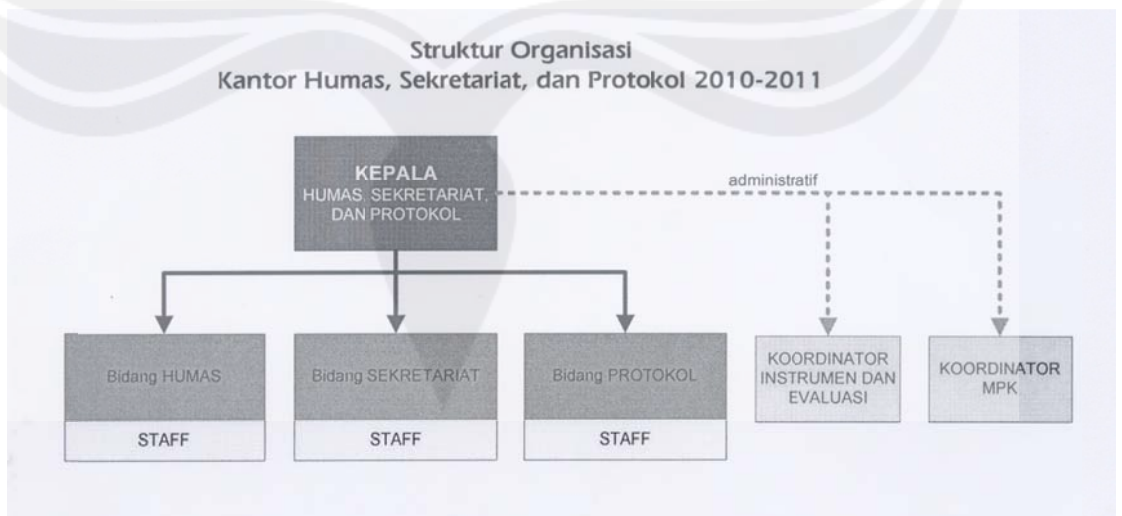 Struktur Organisasi
Kantor Humas, Sekretariat, dan Protokol 2010-2011
KEPALA
HUMAS, SEKRETARIAT,
DAN PROTOKOL
administratif
Bidang HUMAS
STAFF
Bidang SEKRETARIAT
STAFF
Bidang PROTOKOL
STAFF
KOORDINATOR
INSTRUMEN DAN
EVALUASI
KOORDINATOR
MPK